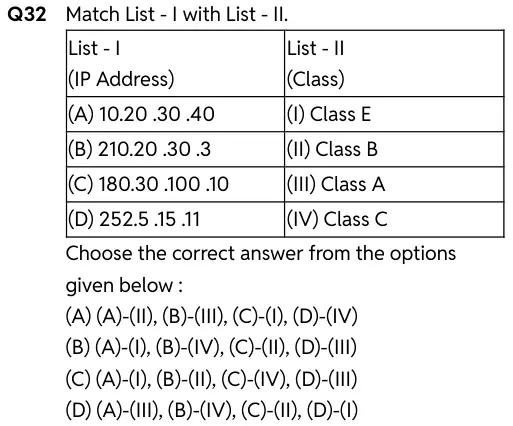 Q32 Match List - I with List - II.
List - I List - II
(IP Address) (Class)
(A) 10.20 .30 .40 (I) Class E
(B) 210.20 .30 .3 (II) Class B
(C) 180.30 .100 .10 (III) Class A
(D) 252.5 .15 .11 (IV) Class C
Choose the correct answer from the options
given below :
(A) (A)-(II), (B)-(III), (C)-(I), (D)-(IV)
(B) (A)-(I), (B)-(IV), (C)-(II), (D)-(III)
(C) (A)-(I), (B)-(II), (C)-(IV), (D)-(III)
(D) (A)-(III), (B)-(IV), (C)-(II), (D)-(I)